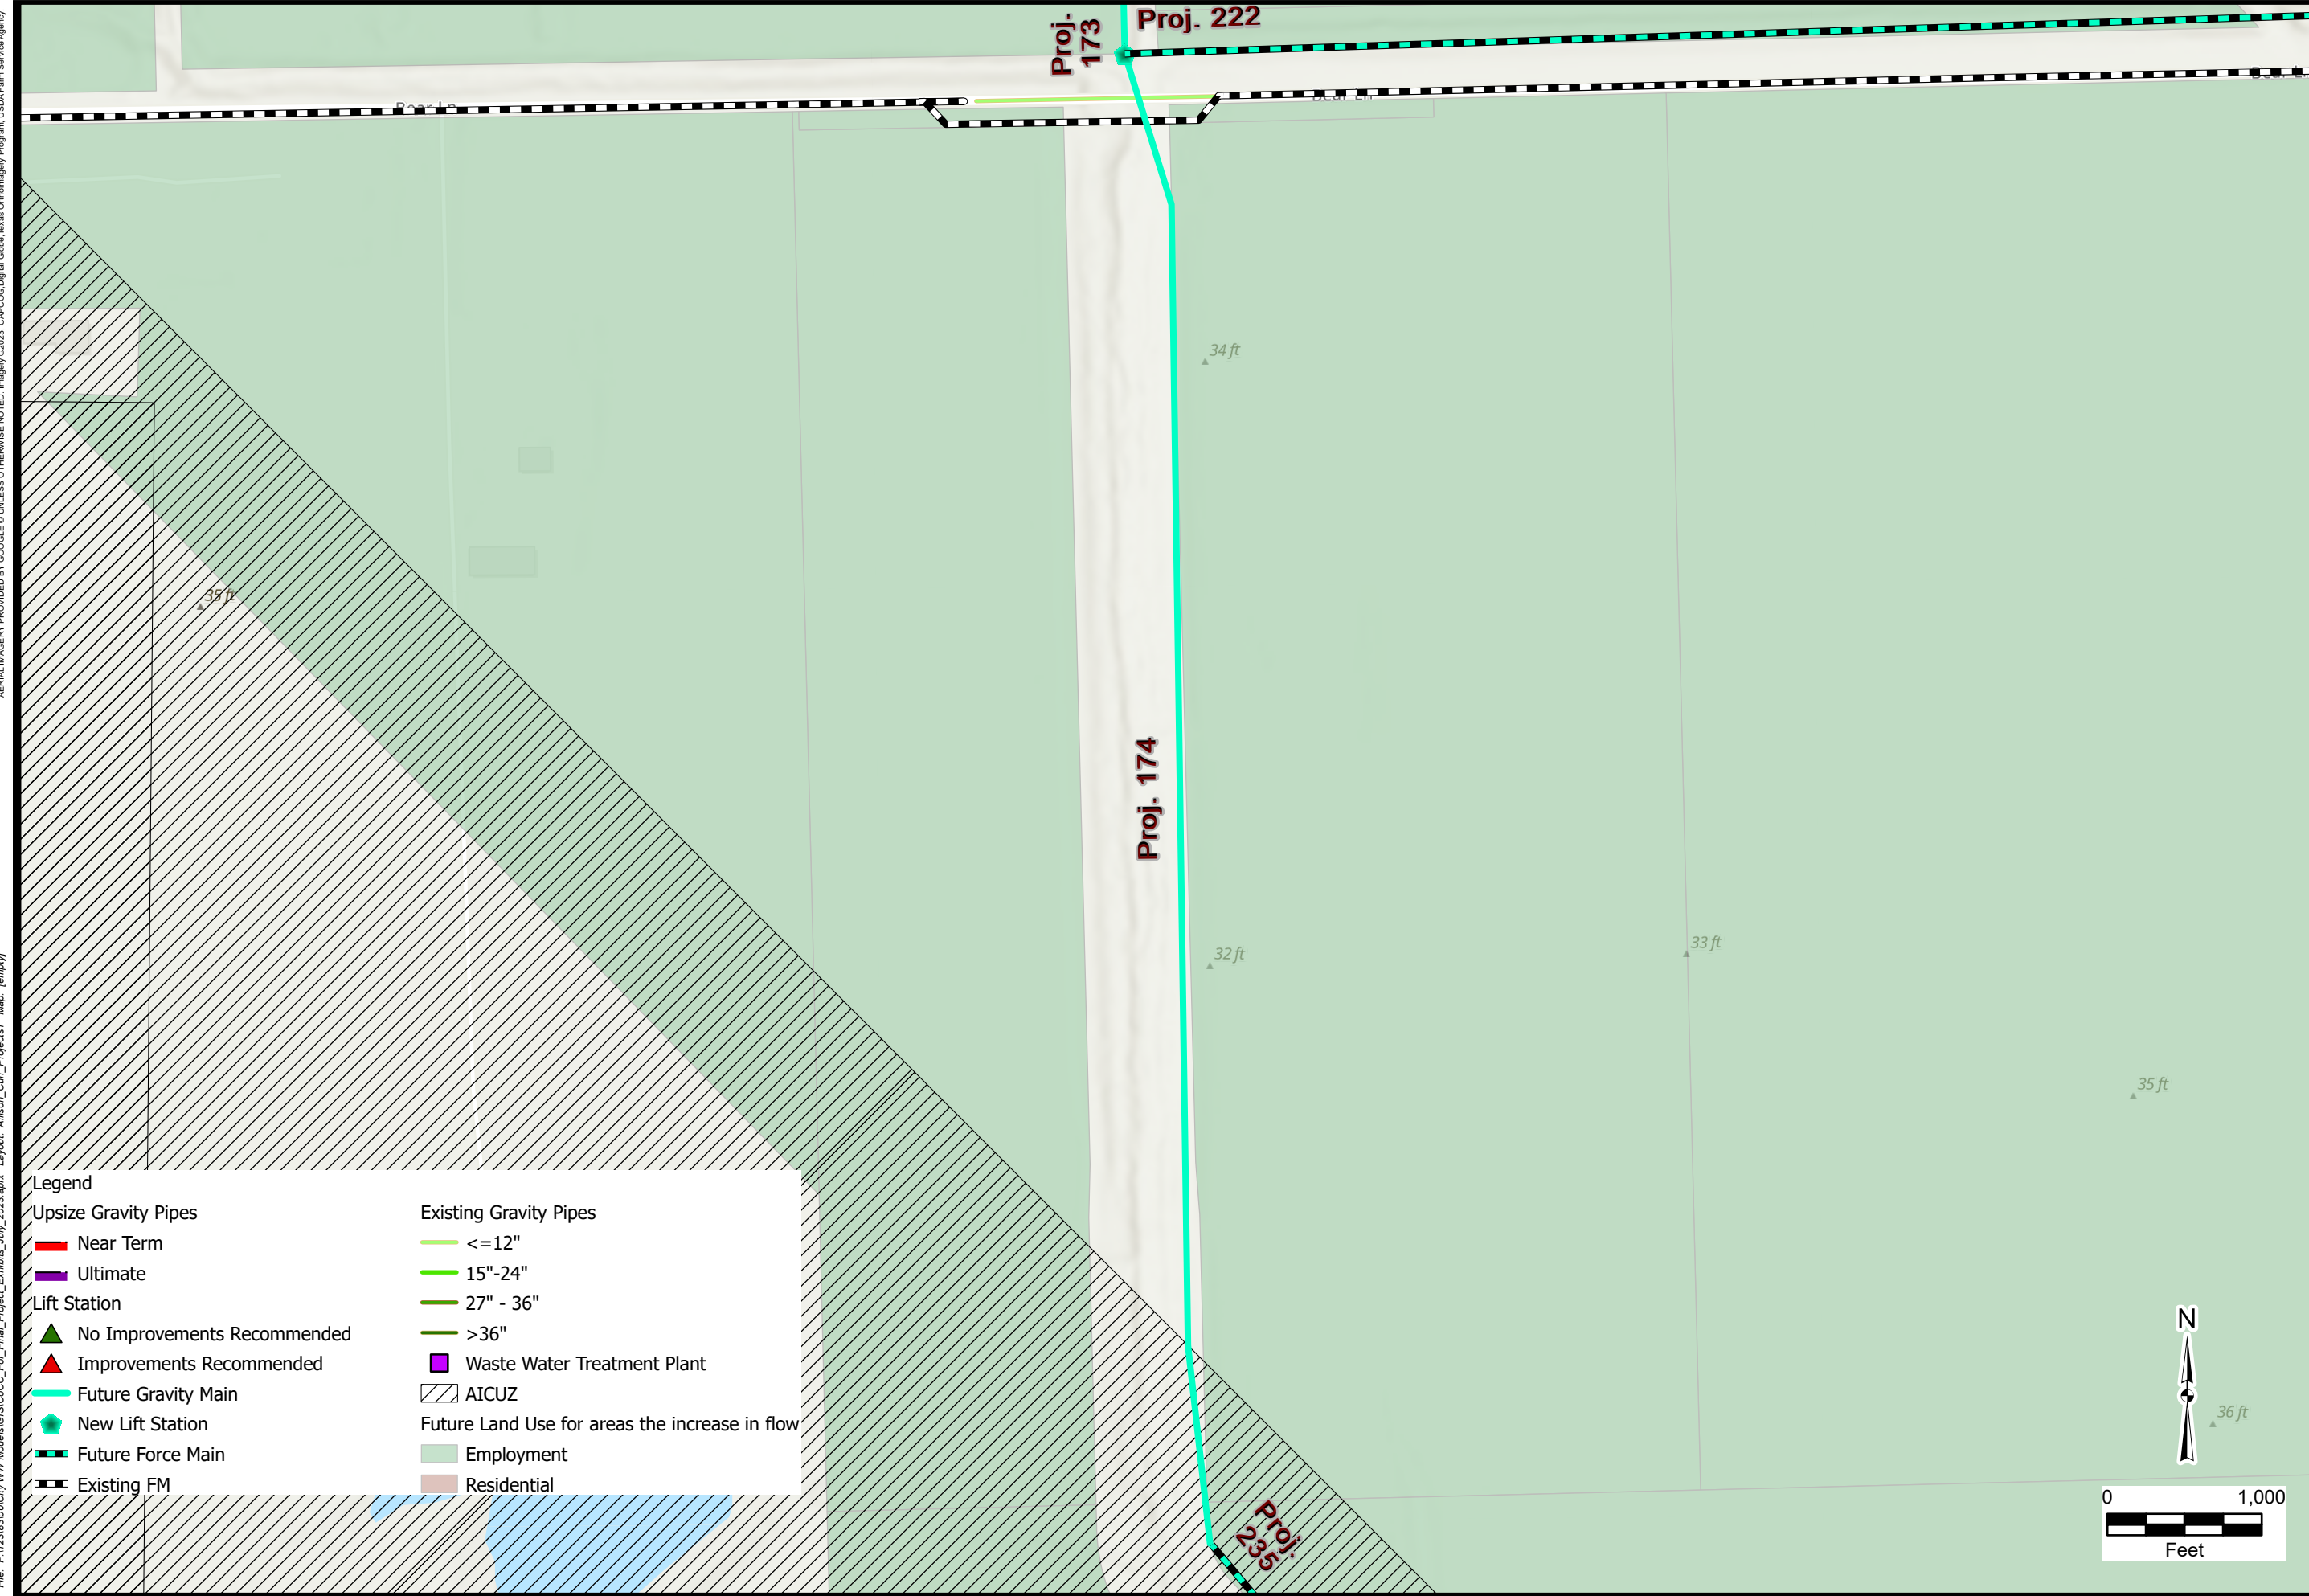 Proj. 173
Proj. 222
Bear Ln
34 ft
35 ft
Proj. 174
32 ft
33 ft
35 ft
36 ft
Proj. 235
Legend
Upsize Gravity Pipes
Near Term
Ultimate
Lift Station
No Improvements Recommended
Improvements Recommended
Future Gravity Main
New Lift Station
Future Force Main
Existing FM
Existing Gravity Pipes
<=12"
15"-24"
27" - 36"
>36"
Waste Water Treatment Plant
AICUZ
Future Land Use for areas the increase in flow
Employment
Residential
N
0 1,000
Feet